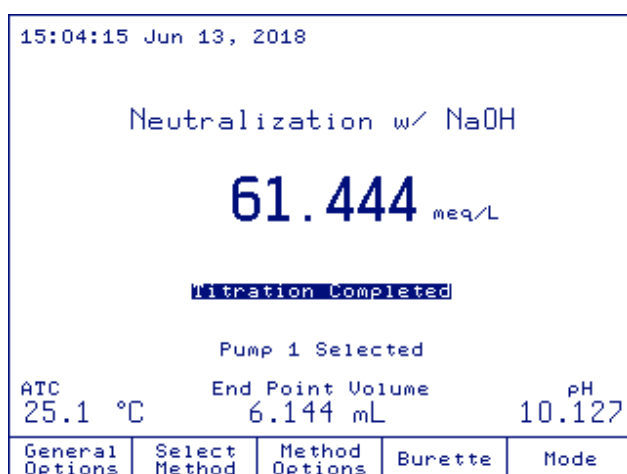 15:04:15 Jun 13, 2018
Neutralization w/ NaOH
61.444 meq/L
Titration Completed
Pump 1 Selected
ATC End Point Volume pH
25.1 °C 6.144 mL 10.127
General Select Method Burette Mode
Options Method Options